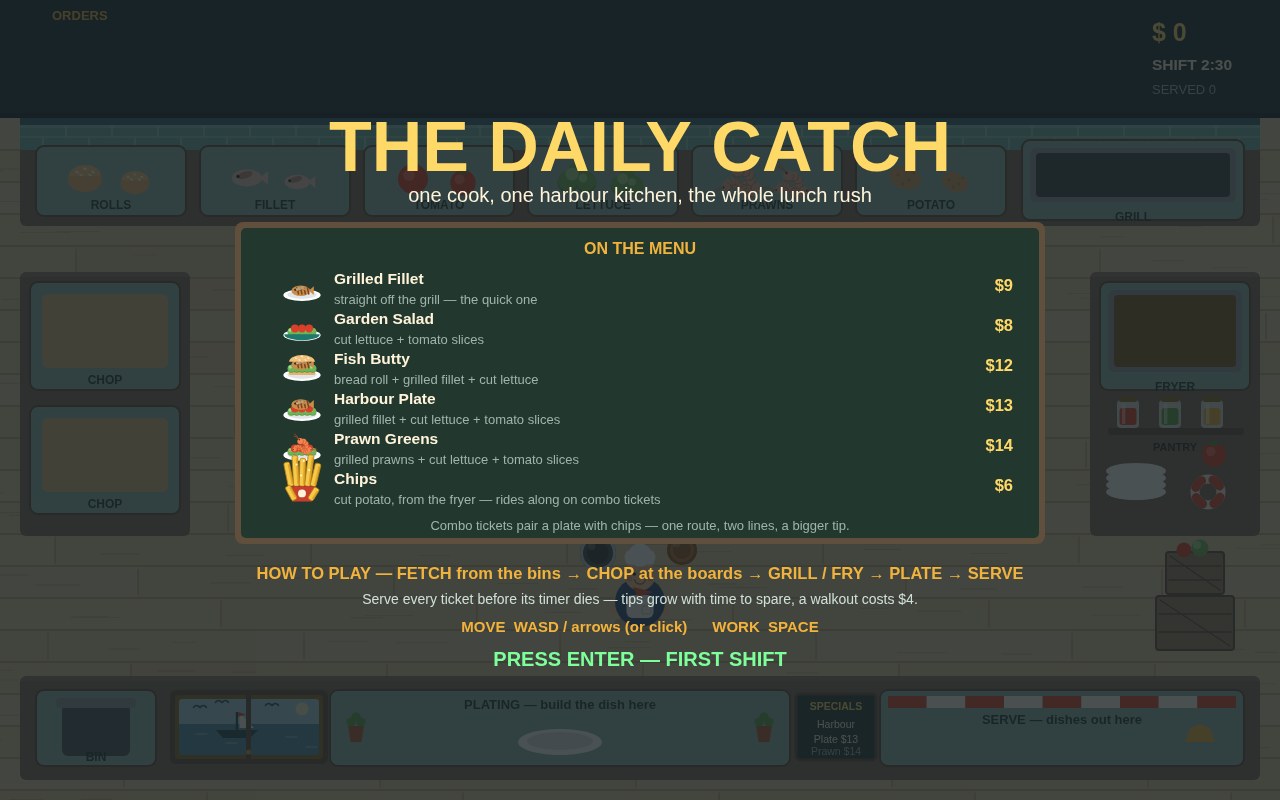 ORDERS
$ 0
SHIFT 2:30
SERVED 0
THE DAILY CATCH
one cook, one harbour kitchen, the whole lunch rush
ROLLS
FILLET
TOMATO
LETTUCE
PRAWNS
POTATO
GRILL
ON THE MENU
Grilled Fillet
straight off the grill — the quick one
$9
Garden Salad
cut lettuce + tomato slices
$8
Fish Butty
bread roll + grilled fillet + cut lettuce
$12
Harbour Plate
grilled fillet + cut lettuce + tomato slices
$13
Prawn Greens
grilled prawns + cut lettuce + tomato slices
$14
Chips
cut potato, from the fryer — rides along on combo tickets
$6
Combo tickets pair a plate with chips — one route, two lines, a bigger tip.
CHOP
CHOP
FRYER
PANTRY
HOW TO PLAY — FETCH from the bins → CHOP at the boards → GRILL / FRY → PLATE → SERVE
Serve every ticket before its timer dies — tips grow with time to spare, a walkout costs $4.
MOVE WASD / arrows (or click) WORK SPACE
PRESS ENTER — FIRST SHIFT
BIN
PLATING — build the dish here
SPECIALS
Harbour
Plate $13
Prawn $14
SERVE — dishes out here